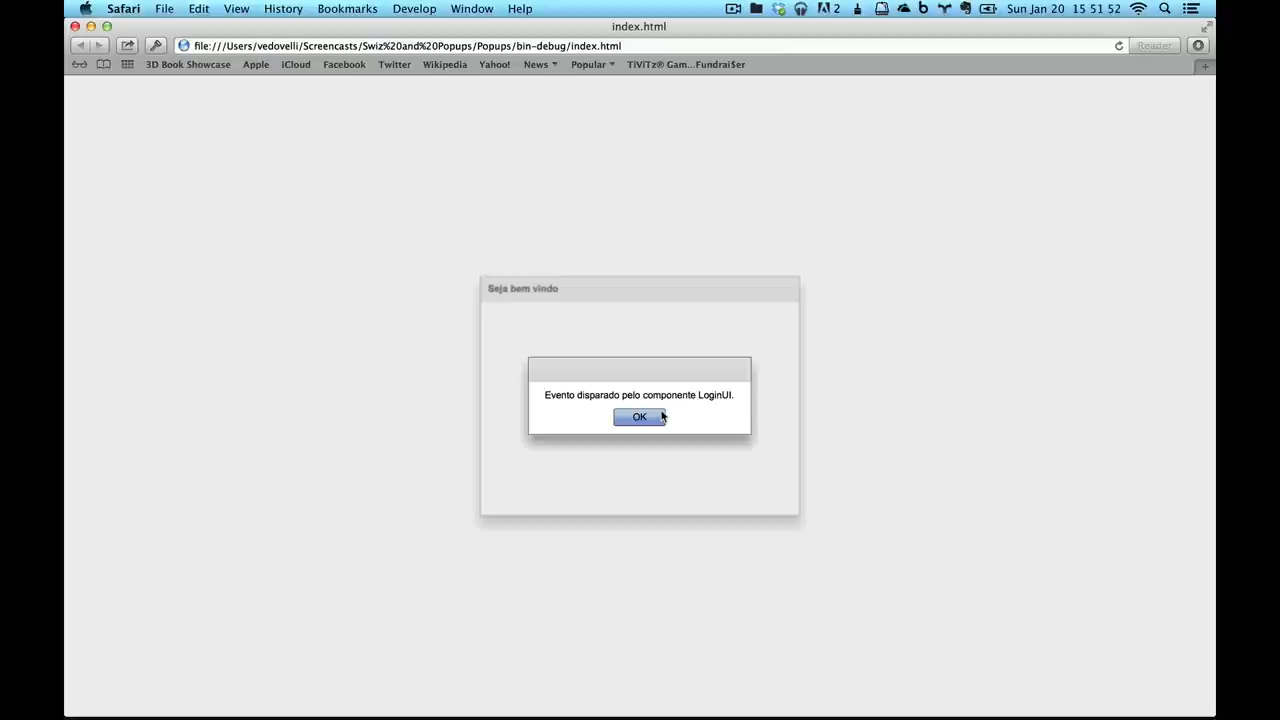 Safari File Edit View History Bookmarks Develop Window Help 2 Sun Jan 20 15 51 52
index.html
file:///Users/vedovelli/Screencasts/Swiz%20and%20Popups/Popups/bin-debug/index.html Reader
3D Book Showcase Apple iCloud Facebook Twitter Wikipedia Yahoo! News Popular TiViTz® Gam...Fundrai$er
Seja bem vindo
Evento disparado pelo componente LoginUI.
OK